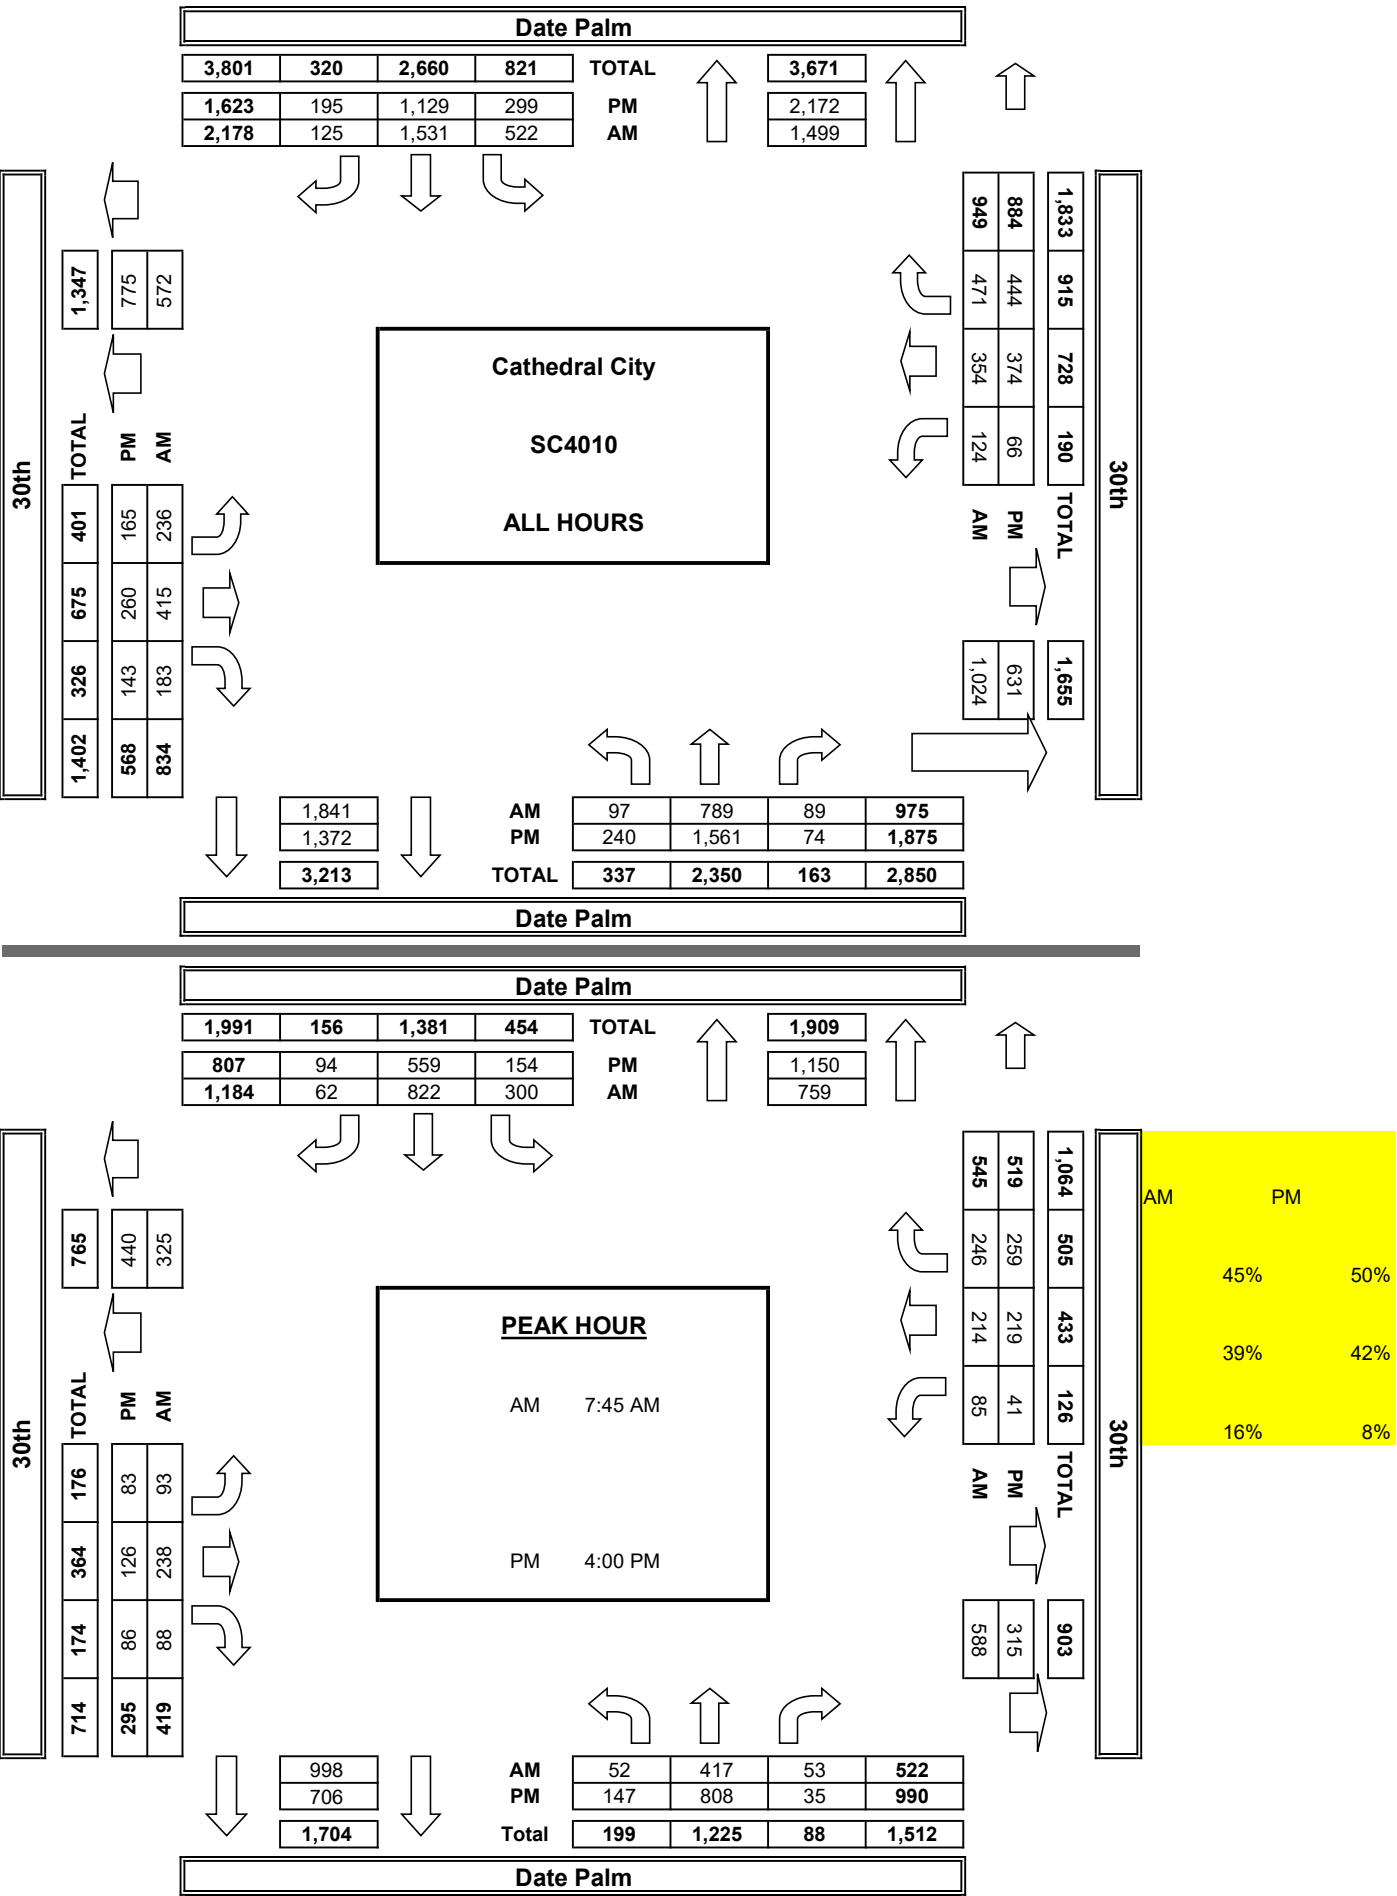 Date Palm
3,801 320 2,660 821 TOTAL 3,671
1,623 195 1,129 299 PM 2,172
2,178 125 1,531 522 AM 1,499
30th
1,347 775 572
TOTAL PM AM
401 165 236
675 260 415
326 143 183
1,402 568 834
Cathedral City
SC4010
ALL HOURS
949 884 1,833
471 444 915
354 374 728
124 66 190
AM PM TOTAL
1,024 631 1,655
30th
1,841 AM 97 789 89 975
1,372 PM 240 1,561 74 1,875
3,213 TOTAL 337 2,350 163 2,850
Date Palm
Date Palm
1,991 156 1,381 454 TOTAL 1,909
807 94 559 154 PM 1,150
1,184 62 822 300 AM 759
30th
765 440 325
TOTAL PM AM
176 83 93
364 126 238
174 86 88
714 295 419
PEAK HOUR
AM 7:45 AM
PM 4:00 PM
545 519 1,064
246 259 505
214 219 433
85 41 126
AM PM TOTAL
588 315 903
30th
AM PM
45% 50%
39% 42%
16% 8%
998 AM 52 417 53 522
706 PM 147 808 35 990
1,704 Total 199 1,225 88 1,512
Date Palm